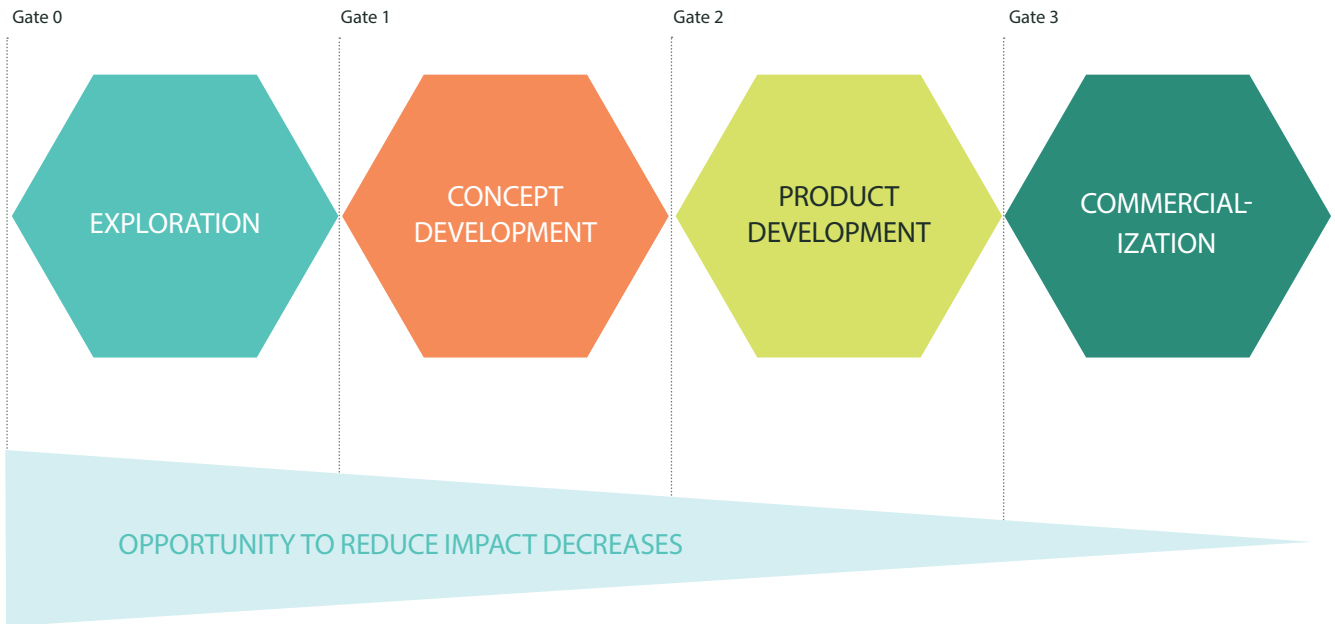 Gate 0
Gate 1
Gate 2
Gate 3
EXPLORATION
CONCEPT
DEVELOPMENT
PRODUCT
DEVELOPMENT
COMMERCIAL-
IZATION
OPPORTUNITY TO REDUCE IMPACT DECREASES